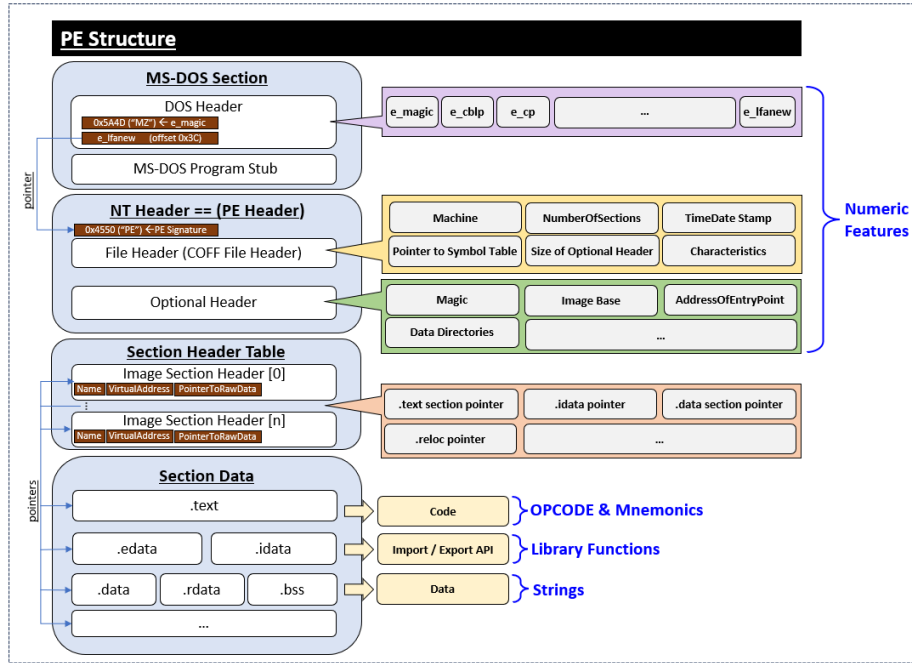 PE Structure
MS-DOS Section
DOS Header
0x5A4D ("MZ") ← e_magic
e_lfanew (offset 0x3C)
MS-DOS Program Stub
e_magic
e_cblp
e_cp
...
e_lfanew
pointer
NT Header == (PE Header)
0x4550 ("PE") ←PE Signature
File Header (COFF File Header)
Optional Header
Machine
NumberOfSections
TimeDate Stamp
Pointer to Symbol Table
Size of Optional Header
Characteristics
Magic
Image Base
AddressOfEntryPoint
Data Directories
...
Numeric
Features
Section Header Table
Image Section Header [0]
Name VirtualAddress PointerToRawData
...
Image Section Header [n]
Name VirtualAddress PointerToRawData
.text section pointer
.idata pointer
.data section pointer
.reloc pointer
...
pointers
Section Data
.text
Code
OPCODE & Mnemonics
.edata
.idata
Import / Export API
Library Functions
.data
.rdata
.bss
Data
Strings
...